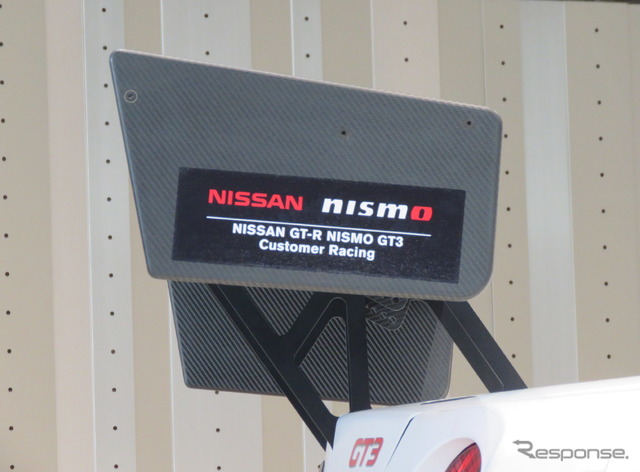 NISSAN nismo
NISSAN GT-R NISMO GT3
Customer Racing
GT3
Response.